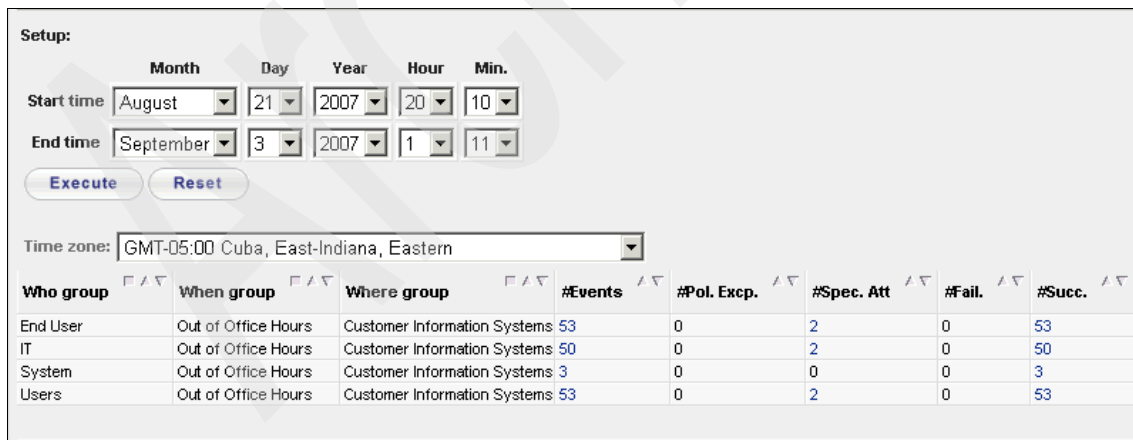 Setup:
Month Day Year Hour Min.
Start time August 21 2007 20 10
End time September 3 2007 1 11
Execute Reset
Time zone: GMT-05:00 Cuba, East-Indiana, Eastern
Who group When group Where group #Events #Pol. Excp. #Spec. Att #Fail. #Succ.
End User Out of Office Hours Customer Information Systems 53 0 2 0 53
IT Out of Office Hours Customer Information Systems 50 0 2 0 50
System Out of Office Hours Customer Information Systems 3 0 0 0 3
Users Out of Office Hours Customer Information Systems 53 0 2 0 53